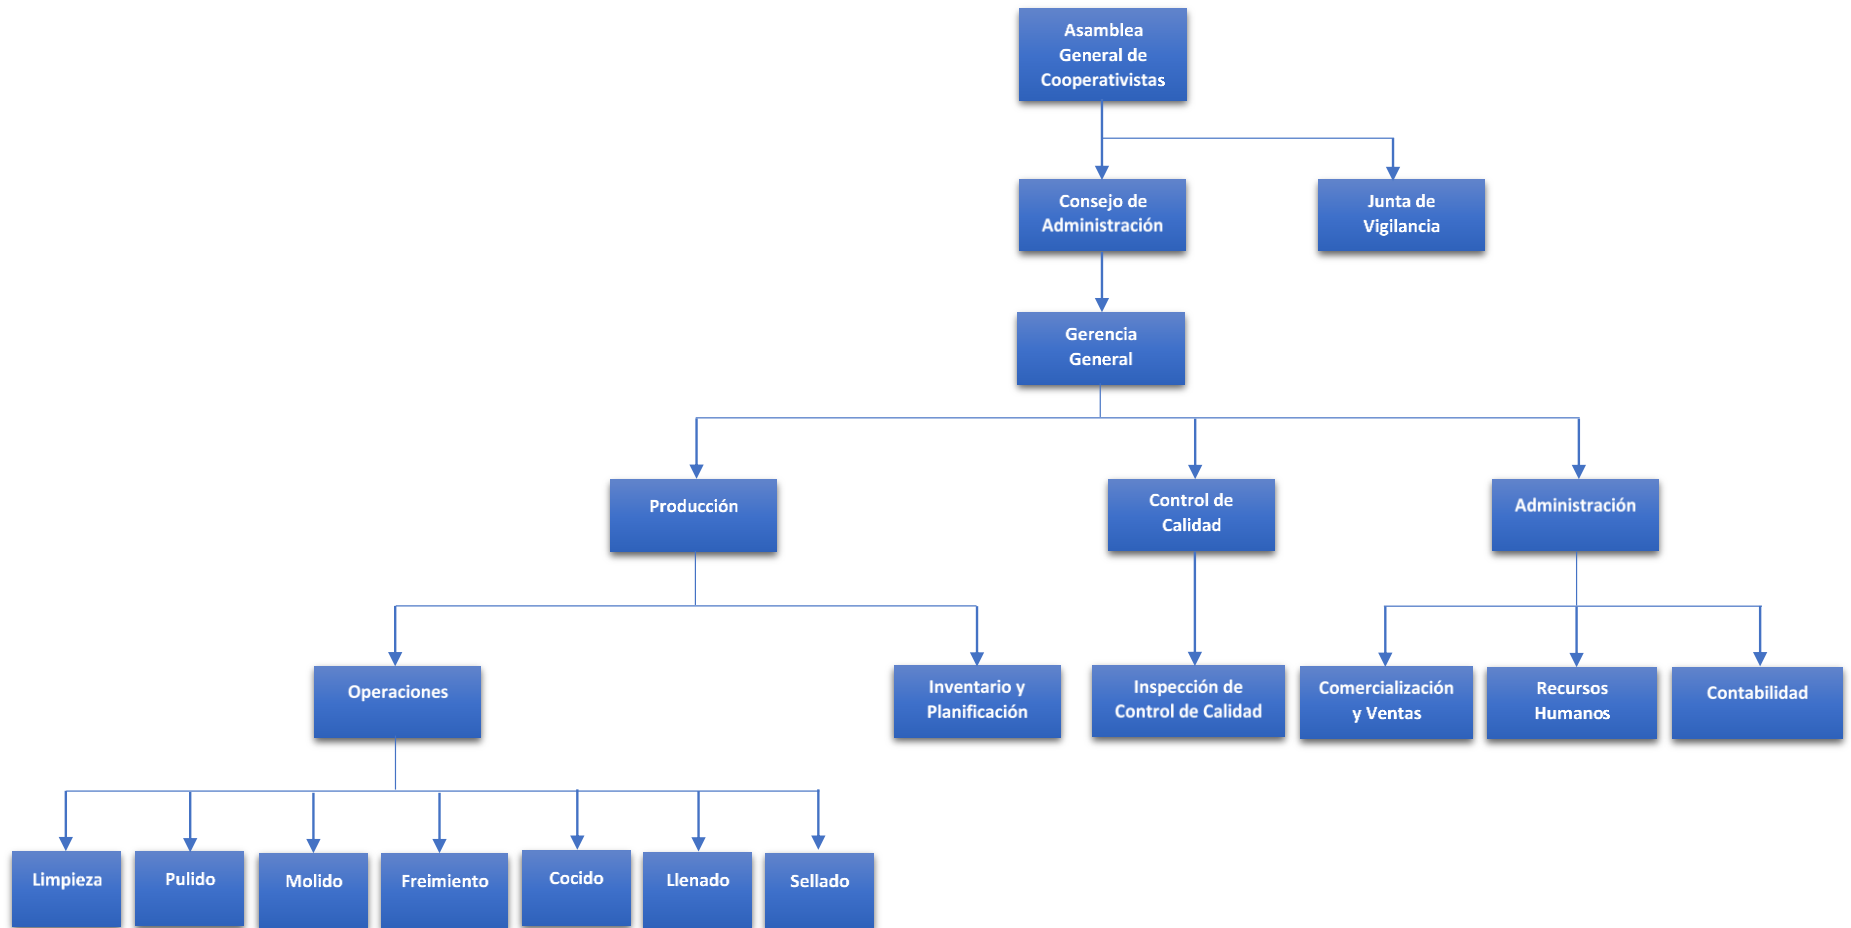 Asamblea
General de
Cooperativistas
Consejo de
Administración
Junta de
Vigilancia
Gerencia
General
Producción
Control de
Calidad
Administración
Operaciones
Inventario y
Planificación
Inspección de
Control de Calidad
Comercialización
y Ventas
Recursos
Humanos
Contabilidad
Limpieza
Pulido
Molido
Freimiento
Cocido
Llenado
Sellado